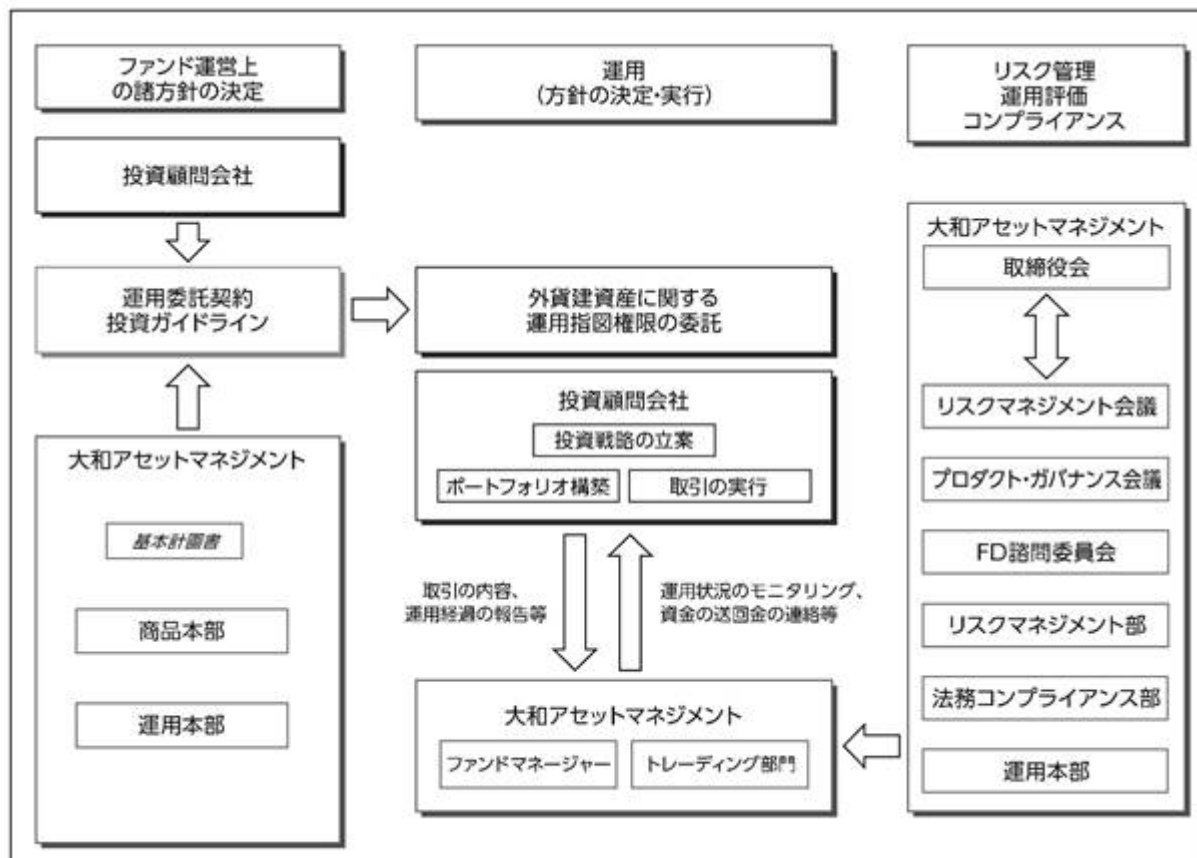 ファンド運営上
の諸方針の決定
投資顧問会社
運用委託契約
投資ガイドライン
大和アセットマネジメント
基本計画書
商品本部
運用本部
運用
(方針の決定・実行)
外貨建資産に関する
運用指図権限の委託
投資顧問会社
投資戦略の立案
ポートフォリオ構築
取引の実行
取引の内容、
運用経過の報告等
運用状況のモニタリング、
資金の送回金の連絡等
大和アセットマネジメント
ファンドマネージャー
トレーディング部門
リスク管理
運用評価
コンプライアンス
大和アセットマネジメント
取締役会
リスクマネジメント会議
プロダクト・ガバナンス会議
FD諮問委員会
リスクマネジメント部
法務コンプライアンス部
運用本部